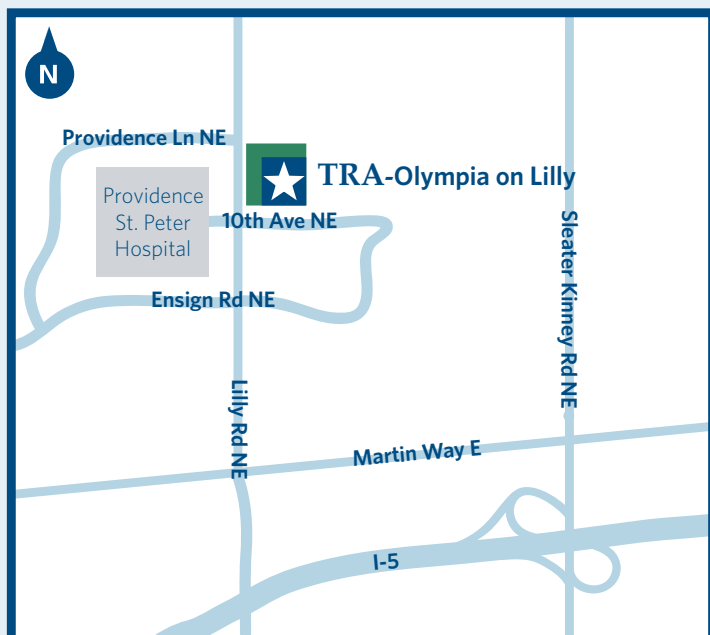 N
Providence Ln NE
TRA-Olympia on Lilly
Providence
St. Peter
Hospital
10th Ave NE
Sleater Kinney Rd NE
Ensign Rd NE
Lilly Rd NE
Martin Way E
I-5